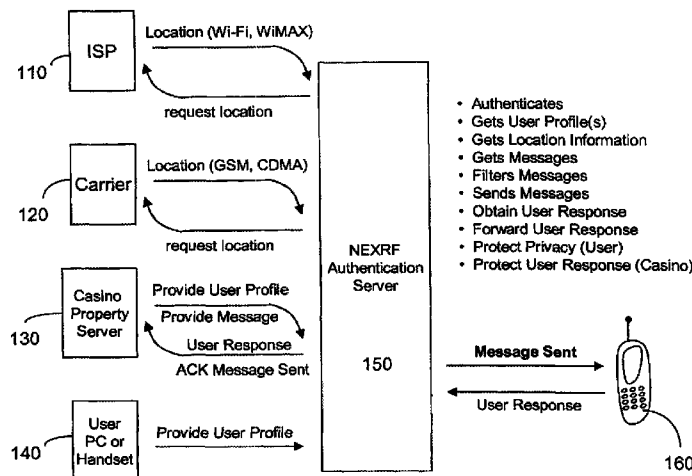 Location (Wi-Fi, WiMAX)
ISP
110
request location
Location (GSM, CDMA)
Carrier
120
request location
Casino
Property
Server
130
Provide User Profile
Provide Message
User Response
ACK Message Sent
User
PC or
Handset
140
Provide User Profile
NEXRF
Authentication
Server
150
• Authenticates
• Gets User Profile(s)
• Gets Location Information
• Gets Messages
• Filters Messages
• Sends Messages
• Obtain User Response
• Forward User Response
• Protect Privacy (User)
• Protect User Response (Casino)
Message Sent
User Response
160